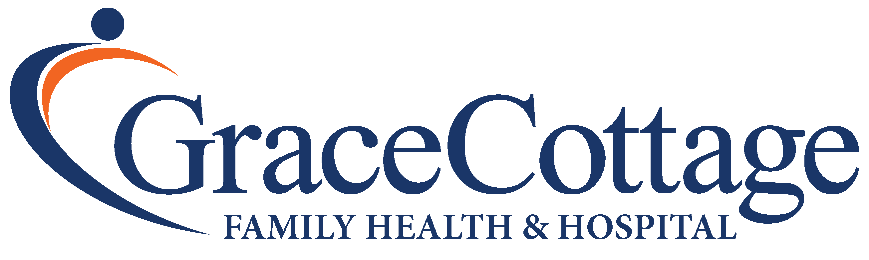 GraceCottage
FAMILY HEALTH & HOSPITAL